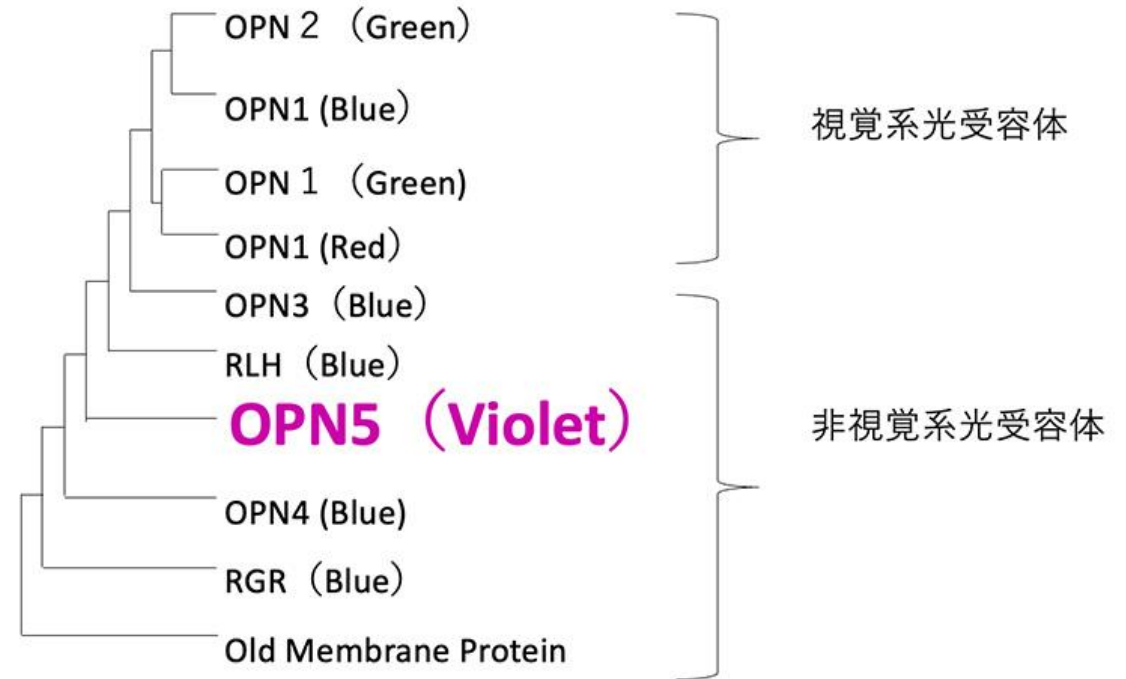 OPN２（Green）
OPN1 (Blue）
視覚系光受容体
OPN１（Green)
OPN1 (Red）
OPN3（Blue）
RLH（Blue）
OPN5（Violet）
非視覚系光受容体
OPN4 (Blue)
RGR（Blue）
Old Membrane Protein